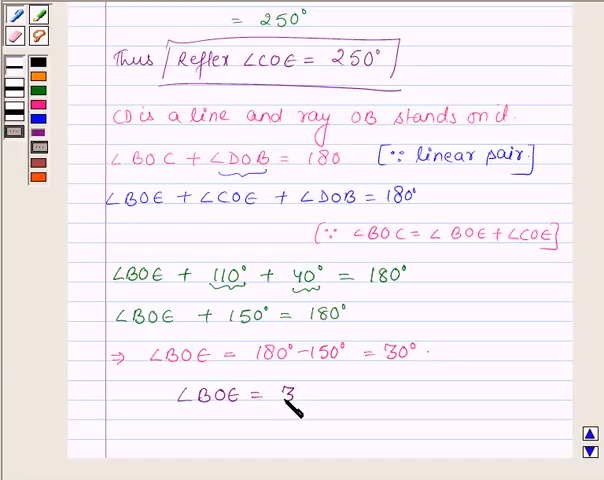 = 250°
Thus Reflex ∠COE = 250°
CD is a line and ray OB stands on it.
∠BOC + ∠DOB = 180 [∵ linear pair.]
∠BOE + ∠COE + ∠DOB = 180°
[∵ ∠BOC = ∠BOE + ∠COE]
∠BOE + 110° + 40° = 180°
∠BOE + 150° = 180°
⇒ ∠BOE = 180° - 150° = 30°.
∠BOE = 3